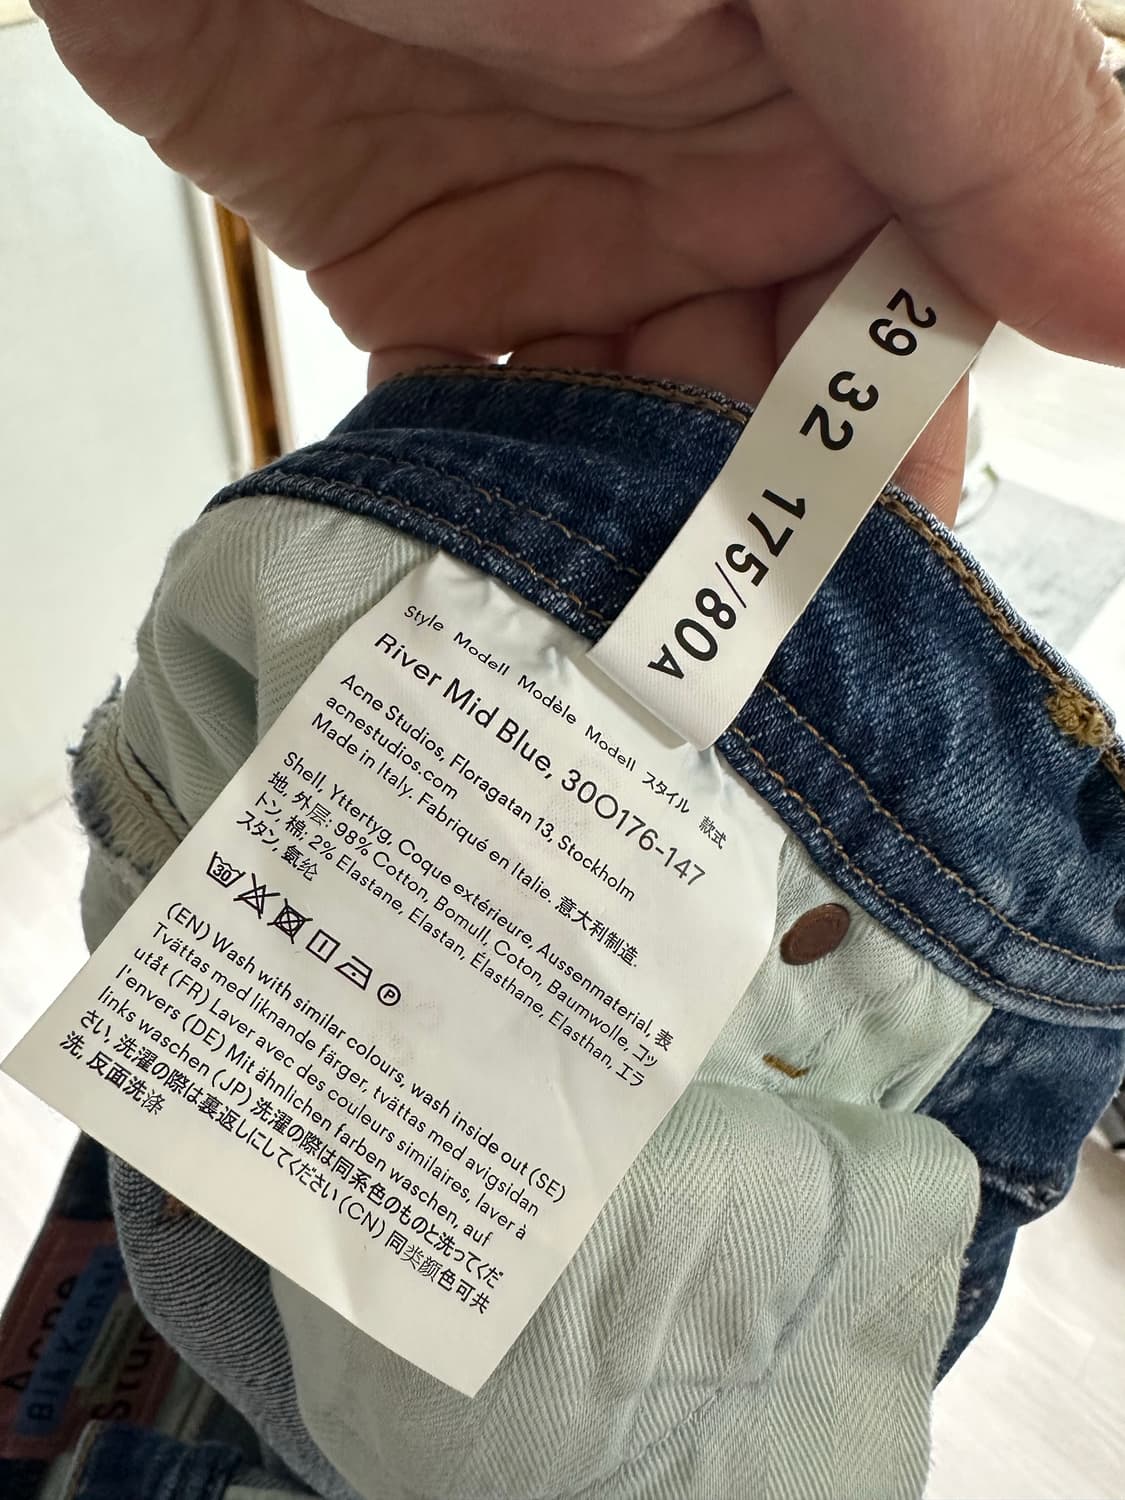 29 32 175/80A
Style Modell Modèle Modell スタイル 款式
River Mid Blue, 30O176-147
Acne Studios, Floragatan 13, Stockholm
acnestudios.com
Made in Italy. Fabriqué en Italie. 意大利制造.
Shell, Yttertyg, Coque extérieure, Aussenmaterial, 表
地, 外层: 98% Cotton, Bomull, Coton, Baumwolle, コッ
トン, 棉, 2% Elastane, Elastan, Élasthane, Elasthan, エラ
スタン, 氨纶
30 P
(EN) Wash with similar colours, wash inside out (SE)
Tvättas med liknande färger, tvättas med avigsidan
utåt (FR) Laver avec des couleurs similaires, laver à
l'envers (DE) Mit ähnlichen farben waschen, auf
links waschen (JP) 洗濯の際は同系色のものと洗ってくだ
さい, 洗濯の際は裏返しにしてください (CN) 同类颜色可共
洗, 反面洗涤
Acne
Blå Konst